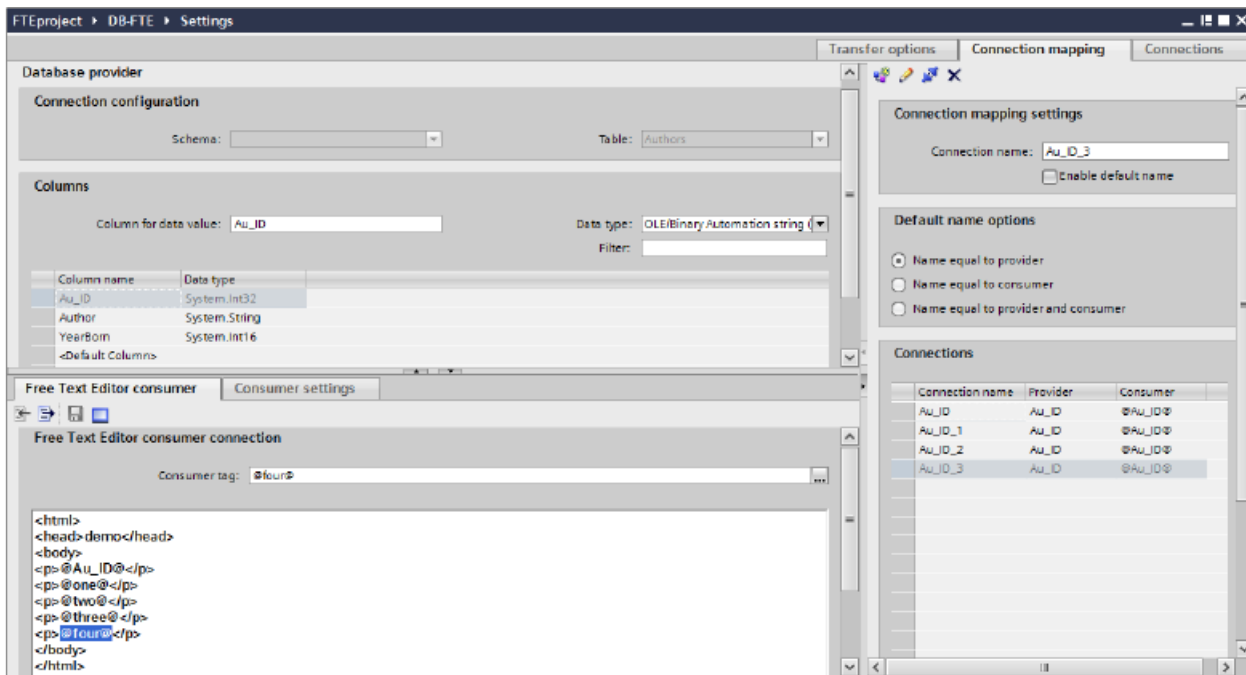 FTEproject ▸ DB-FTE ▸ Settings
Transfer options
Connection mapping
Connections
Database provider
Connection configuration
Schema:
Table: Authors
Columns
Column for data value: Au_ID
Data type: OLE/Binary Automation string (
Filter:
Column name Data type
Au_ID System.Int32
Author System.String
YearBorn System.Int16
<Default Column>
Free Text Editor consumer
Consumer settings
Free Text Editor consumer connection
Consumer tag: @four@
...
<html>
<head>demo</head>
<body>
<p>@Au_ID@</p>
<p>@one@</p>
<p>@two@</p>
<p>@three@</p>
<p>@four@</p>
</body>
</html>
Connection mapping settings
Connection name: Au_ID_3
Enable default name
Default name options
Name equal to provider
Name equal to consumer
Name equal to provider and consumer
Connections
Connection name Provider Consumer
Au_ID Au_ID @Au_ID@
Au_ID_1 Au_ID @Au_ID@
Au_ID_2 Au_ID @Au_ID@
Au_ID_3 Au_ID @Au_ID@